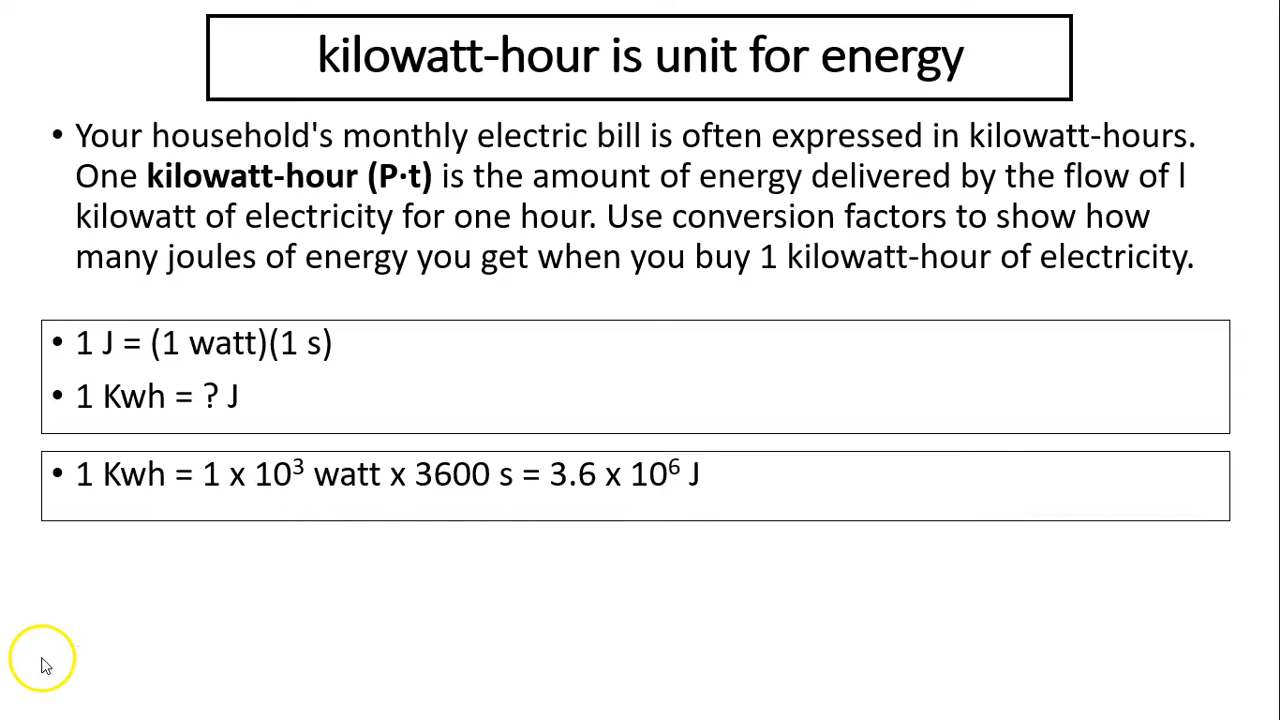 kilowatt-hour is unit for energy
• Your household's monthly electric bill is often expressed in kilowatt-hours.
One kilowatt-hour (P·t) is the amount of energy delivered by the flow of l
kilowatt of electricity for one hour. Use conversion factors to show how
many joules of energy you get when you buy 1 kilowatt-hour of electricity.
• 1 J = (1 watt)(1 s)
• 1 Kwh = ? J
• 1 Kwh = 1 x 10³ watt x 3600 s = 3.6 x 10⁶ J